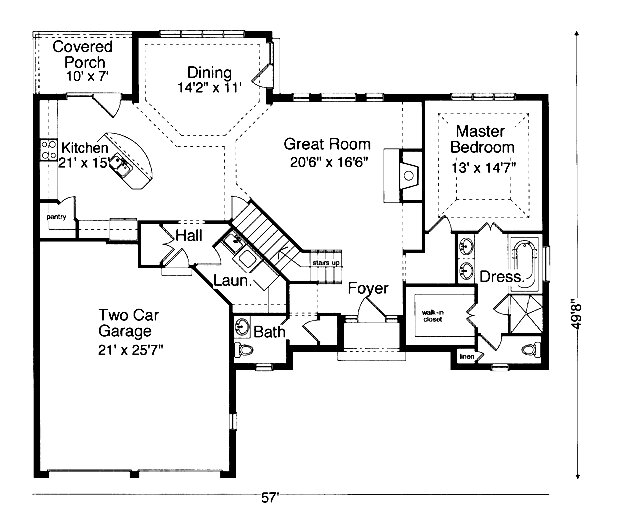 Covered
Porch
10' x 7'
Dining
14'2" x 11'
Kitchen
21' x 15'
Great Room
20'6" x 16'6"
Master
Bedroom
13' x 14'7"
pantry
Hall
Laun.
stairs up
Foyer
Dress.
walk-n
closet
Two Car
Garage
21' x 25'7"
Bath
linen
49'8"
57'